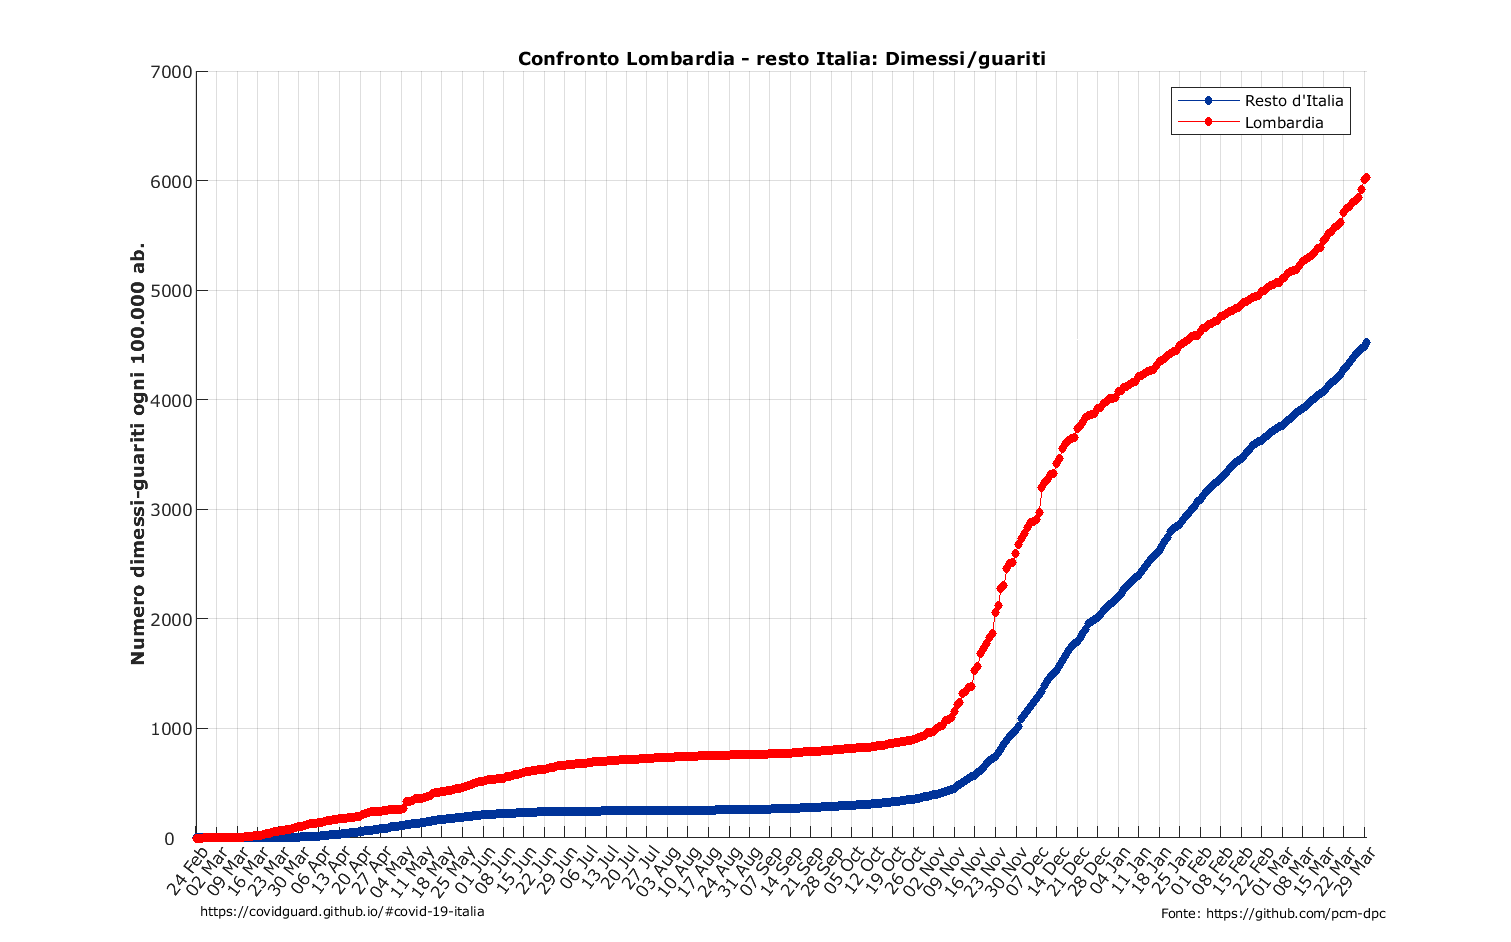 Confronto Lombardia - resto Italia: Dimessi/guariti
Resto d'Italia
Lombardia
Numero dimessi-guariti ogni 100.000 ab.
7000
6000
5000
4000
3000
2000
1000
0
24 Feb
02 Mar
09 Mar
16 Mar
23 Mar
30 Mar
06 Apr
13 Apr
20 Apr
27 Apr
04 May
11 May
18 May
25 May
01 Jun
08 Jun
15 Jun
22 Jun
29 Jun
06 Jul
13 Jul
20 Jul
27 Jul
03 Aug
10 Aug
17 Aug
24 Aug
31 Aug
07 Sep
14 Sep
21 Sep
28 Sep
05 Oct
12 Oct
19 Oct
26 Oct
02 Nov
09 Nov
16 Nov
23 Nov
30 Nov
07 Dec
14 Dec
21 Dec
28 Dec
04 Jan
11 Jan
18 Jan
25 Jan
01 Feb
08 Feb
15 Feb
22 Feb
01 Mar
08 Mar
15 Mar
22 Mar
29 Mar
https://covidguard.github.io/#covid-19-italia
Fonte: https://github.com/pcm-dpc